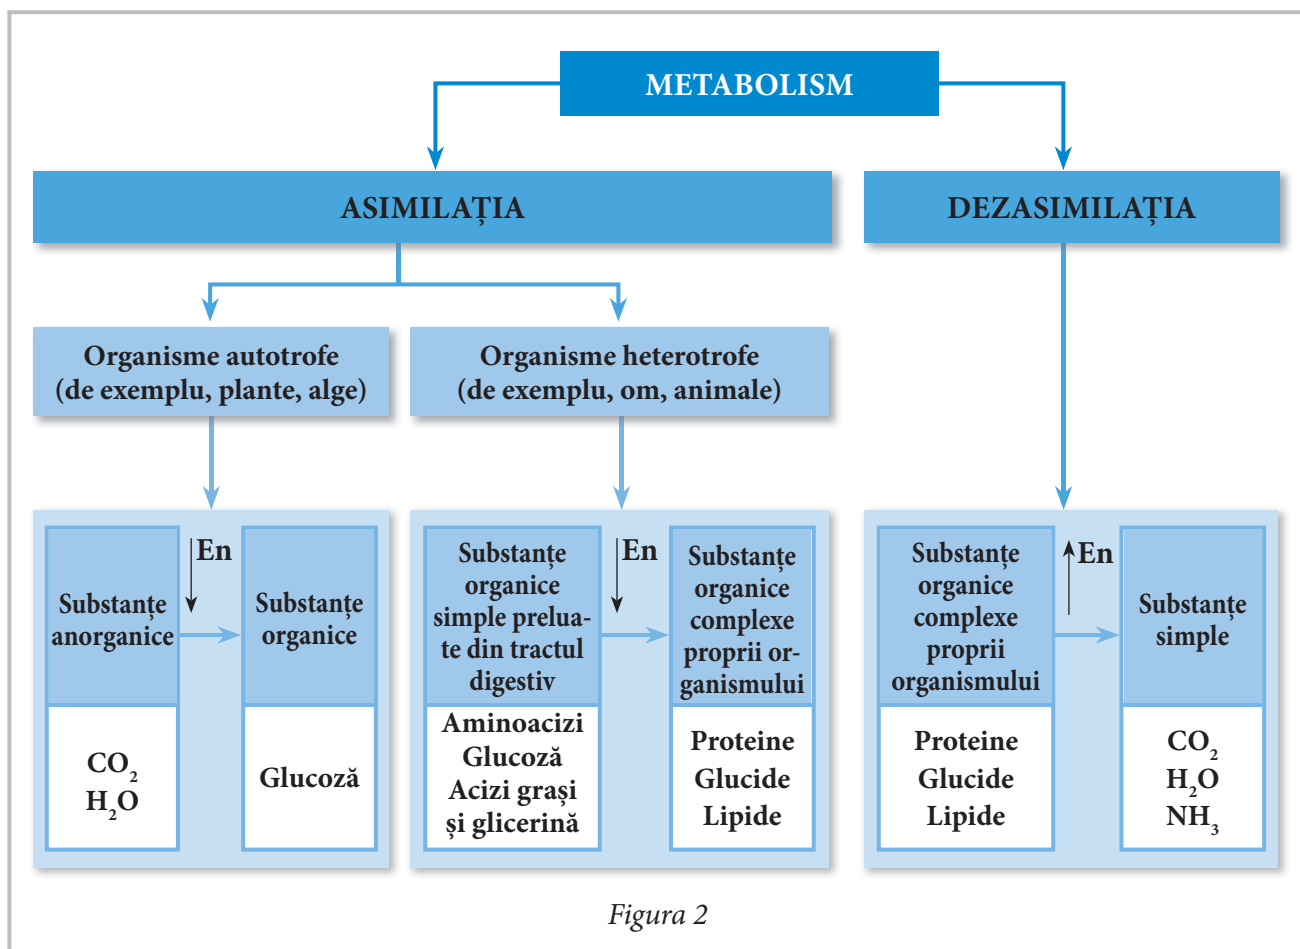 METABOLISM
ASIMILAȚIA
DEZASIMILAȚIA
Organisme autotrofe
(de exemplu, plante, alge)
Organisme heterotrofe
(de exemplu, om, animale)
Substanțe
anorganice
En
Substanțe
organice
CO₂
H₂O
Glucoză
Substanțe
organice
simple prelua-
te din tractul
digestiv
En
Substanțe
organice
complexe
proprii or-
ganismului
Aminoacizi
Glucoză
Acizi grași
și glicerină
Proteine
Glucide
Lipide
Substanțe
organice
complexe
proprii
organismului
En
Substanțe
simple
Proteine
Glucide
Lipide
CO₂
H₂O
NH₃
Figura 2